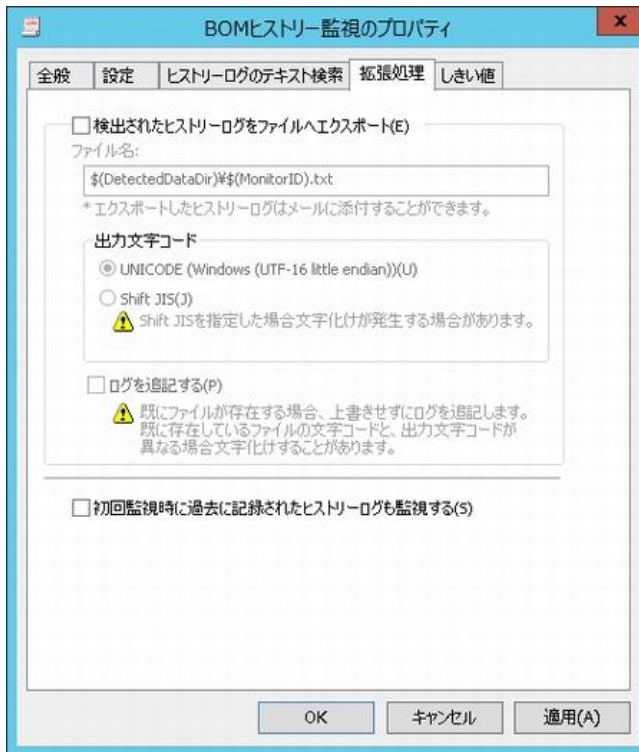 BOMヒストリー監視のプロパティ
x
全般 設定 ヒストリーログのテキスト検索 拡張処理 しきい値
検出されたヒストリーログをファイルへエクスポート(E)
ファイル名:
$(DetectedDataDir)¥$(MonitorID).txt
* エクスポートしたヒストリーログはメールに添付することができます。
出力文字コード
UNICODE (Windows (UTF-16 little endian))(U)
Shift JIS(J)
Shift JISを指定した場合文字化けが発生する場合があります。
ログを追記する(P)
既にファイルが存在する場合、上書きせずにログを追記します。
既に存在しているファイルの文字コードと、出力文字コードが
異なる場合文字化けすることがあります。
初回監視時に過去に記録されたヒストリーログも監視する(S)
OK キャンセル 適用(A)